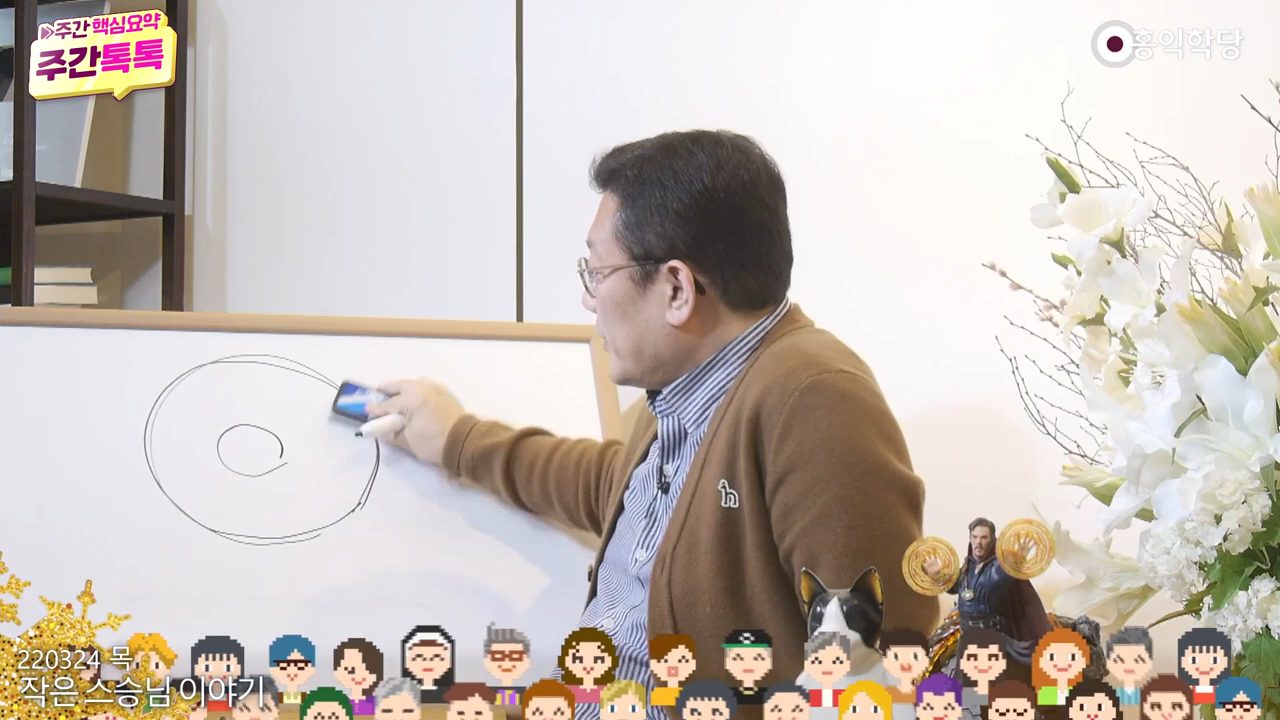 주간 핵심요약
주간톡톡
홍익학당
220324 목
작은 스승님 이야기